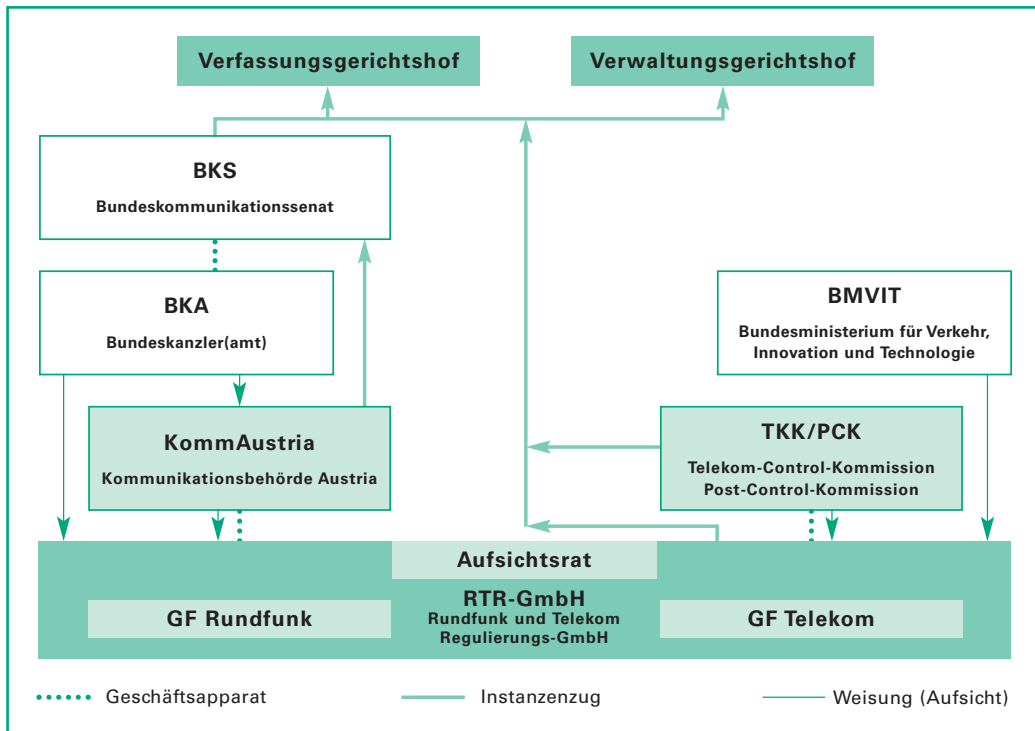 Verfassungsgerichtshof
Verwaltungsgerichtshof
BKS
Bundeskommunikationssenat
BKA
Bundeskanzler(amt)
BMVIT
Bundesministerium für Verkehr,
Innovation und Technologie
KommAustria
Kommunikationsbehörde Austria
TKK/PCK
Telekom-Control-Kommission
Post-Control-Kommission
Aufsichtsrat
RTR-GmbH
Rundfunk und Telekom
Regulierungs-GmbH
GF Rundfunk
GF Telekom
Geschäftsapparat
Instanzenzug
Weisung (Aufsicht)